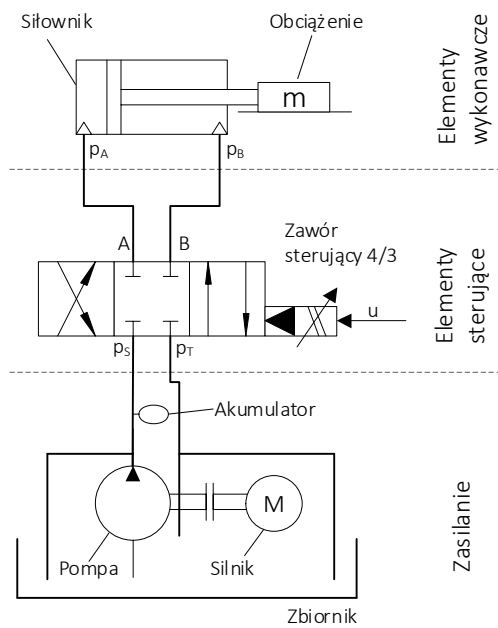 Siłownik
Obciążenie
m
Elementy
wykonawcze
pA
pB
A
B
Zawór
sterujący 4/3
u
Elementy
sterujące
pS
pT
Akumulator
M
Pompa
Silnik
Zasilanie
Zbiornik